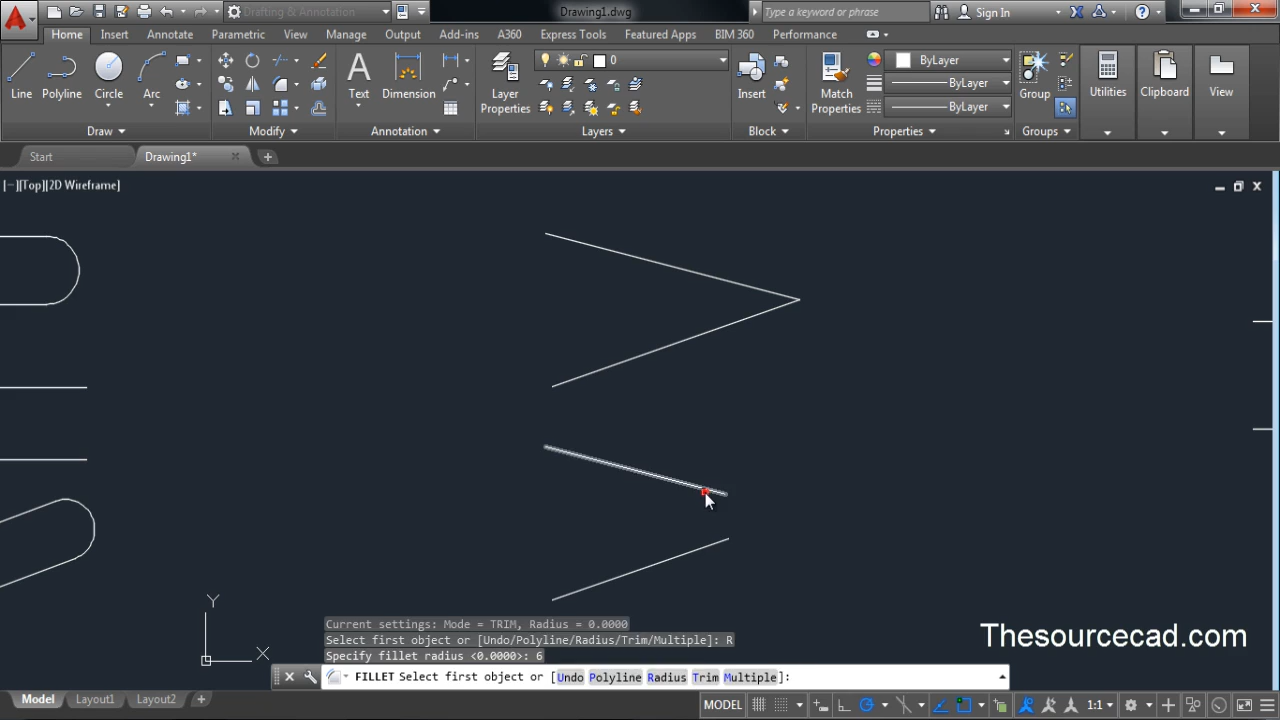 Drafting & Annotation
Drawing1.dwg
Type a keyword or phrase
Sign In
Home Insert Annotate Parametric View Manage Output Add-ins A360 Express Tools Featured Apps BIM 360 Performance
0
ByLayer
Line Polyline Circle Arc
A
Text Dimension
Layer Properties
Insert
Match Properties
ByLayer
ByLayer
Group
Utilities
Clipboard
View
Draw Modify Annotation Layers Block Properties Groups
Start Drawing1*
[−][Top][2D Wireframe]
Y
X
Current settings: Mode = TRIM, Radius = 0.0000
Select first object or [Undo/Polyline/Radius/Trim/Multiple]: R
Specify fillet radius <0.0000>: 6
FILLET Select first object or [Undo Polyline Radius Trim Multiple]:
Thesourcecad.com
Model Layout1 Layout2 +
MODEL
1:1